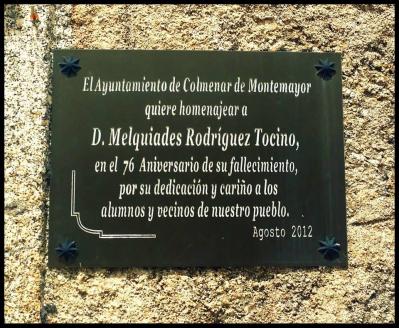 El Ayuntamiento de Colmenar de Montemayor
quiere homenajear a
D. Melquiades Rodríguez Tocino,
en el 76 Aniversario de su fallecimiento,
por su dedicación y cariño a los
alumnos y vecinos de nuestro pueblo.
Agosto 2012